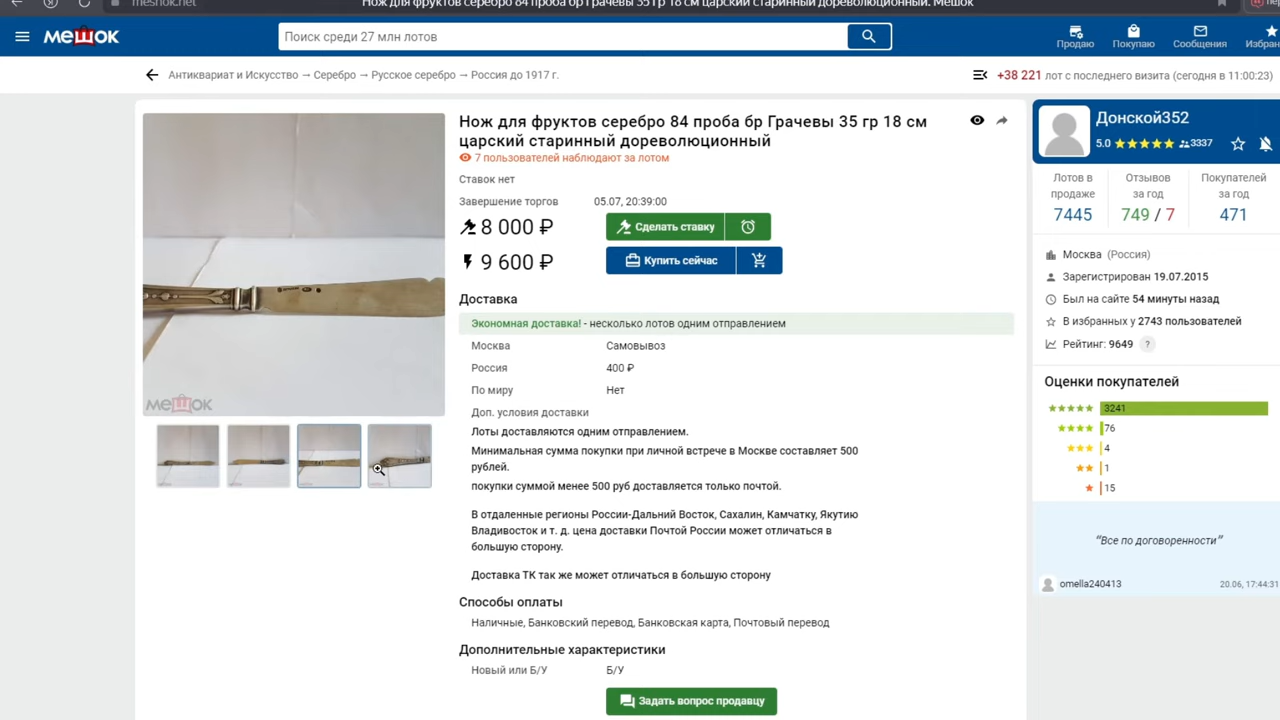 meshok.net
Нож для фруктов серебро 84 проба бр Грачевы 35 гр 18 см царский старинный дореволюционный. Мешок
мешок
Поиск среди 27 млн лотов
Продаю
Покупаю
Сообщения
Избран
Антиквариат и Искусство → Серебро → Русское серебро → Россия до 1917 г.
+38 221 лот с последнего визита (сегодня в 11:00:23)
Нож для фруктов серебро 84 проба бр Грачевы 35 гр 18 см
царский старинный дореволюционный
7 пользователей наблюдают за лотом
Ставок нет
Завершение торгов 05.07, 20:39:00
8 000 ₽ Сделать ставку
9 600 ₽ Купить сейчас
Доставка
Экономная доставка! - несколько лотов одним отправлением
Москва Самовывоз
Россия 400 ₽
По миру Нет
Доп. условия доставки
Лоты доставляются одним отправлением.
Минимальная сумма покупки при личной встрече в Москве составляет 500
рублей.
покупки суммой менее 500 руб доставляется только почтой.
В отдаленные регионы России-Дальний Восток, Сахалин, Камчатку, Якутию
Владивосток и т. д. цена доставки Почтой России может отличаться в
большую сторону.
Доставка ТК так же может отличаться в большую сторону
Способы оплаты
Наличные, Банковский перевод, Банковская карта, Почтовый перевод
Дополнительные характеристики
Новый или Б/У Б/У
Задать вопрос продавцу
мешок
Донской352
5.0 3337
Лотов в
продаже
7445
Отзывов
за год
749 / 7
Покупателей
за год
471
Москва (Россия)
Зарегистрирован 19.07.2015
Был на сайте 54 минуты назад
В избранных у 2743 пользователей
Рейтинг: 9649 ?
Оценки покупателей
3241
76
4
1
15
“Все по договоренности”
omella240413 20.06, 17:44:31